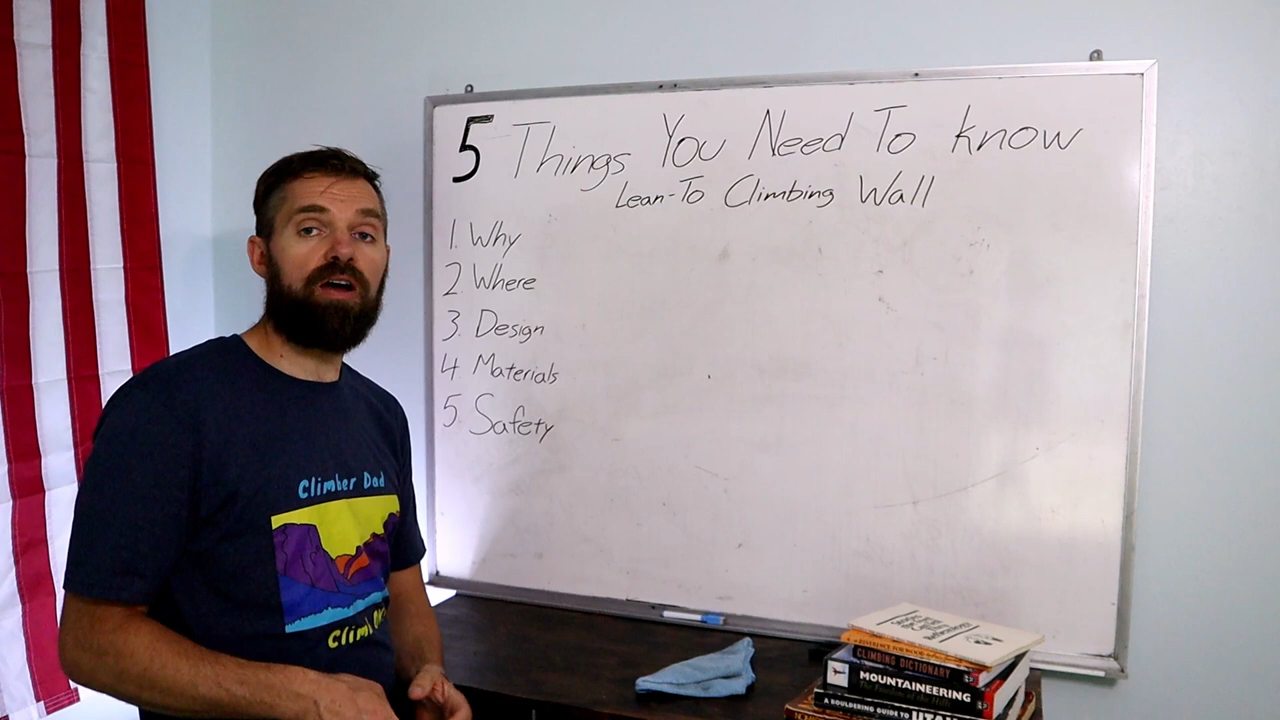 5 Things You Need To know
Lean-To Climbing Wall
1. Why
2 Where
3. Design
4 Materials
5. Safety
Climber Dad
CLIMBING DICTIONARY
MOUNTAINEERING
The Freedom of the Hills
A BOULDERING GUIDE TO UTAH